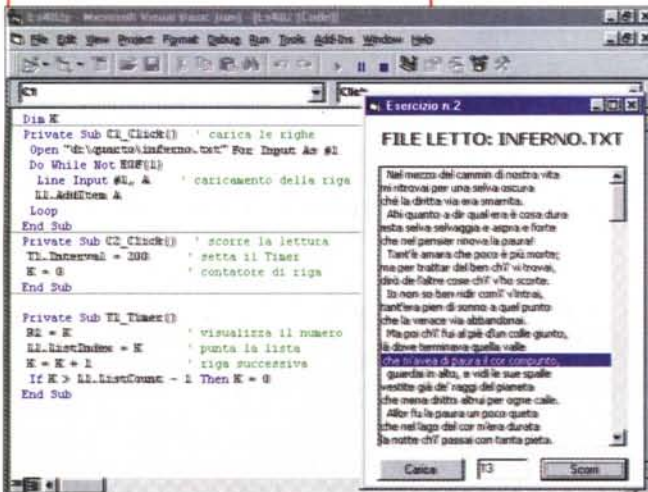 Es402p - Microsoft Visual Basic [run] - [Es402 (Code)]
File Edit View Project Format Debug Run Tools Add-Ins Window Help
C1
Click
Dim K
Private Sub C1_Click() ' carica le righe
Open "d:\quarto\inferno.txt" For Input As #1
Do While Not EOF(1)
Line Input #1, A ' caricamento della riga
L1.AddItem A
Loop
End Sub
Private Sub C2_Click() ' scorre la lettura
T1.Interval = 200 ' setta il Timer
K = 0 ' contatore di riga
End Sub
Private Sub T1_Timer()
R1 = K ' visualizza il numero
L1.ListIndex = K ' punta la lista
K = K + 1 ' riga successiva
If K > L1.ListCount - 1 Then K = 0
End Sub
Esercizio n.2
FILE LETTO: INFERNO.TXT
Nel mezzo del cammin di nostra vita
mi ritrovai per una selva oscura
ché la diritta via era smarrita.
Ahi quanto a dir qual era è cosa dura
esta selva selvaggia e aspra e forte
che nel pensier rinova la paura!
Tant'è amara che poco è più morte;
ma per trattar del ben ch'i' vi trovai,
dirò de l'altre cose ch'i' v'ho scorte.
Io non so ben ridir com'i' v'intrai,
tant'era pien di sonno a quel punto
che la verace via abbandonai.
Ma poi ch'i' fui al piè d'un colle giunto,
là dove terminava quella valle
che m'avea di paura il cor compunto,
guardai in alto, e vidi le sue spalle
vestite già de' raggi del pianeta
che mena dritto altrui per ogne calle.
Allor fu la paura un poco queta
che nel lago del cor m'era durata
la notte ch'i' passai con tanta pieta.
Carica
13
Scorri